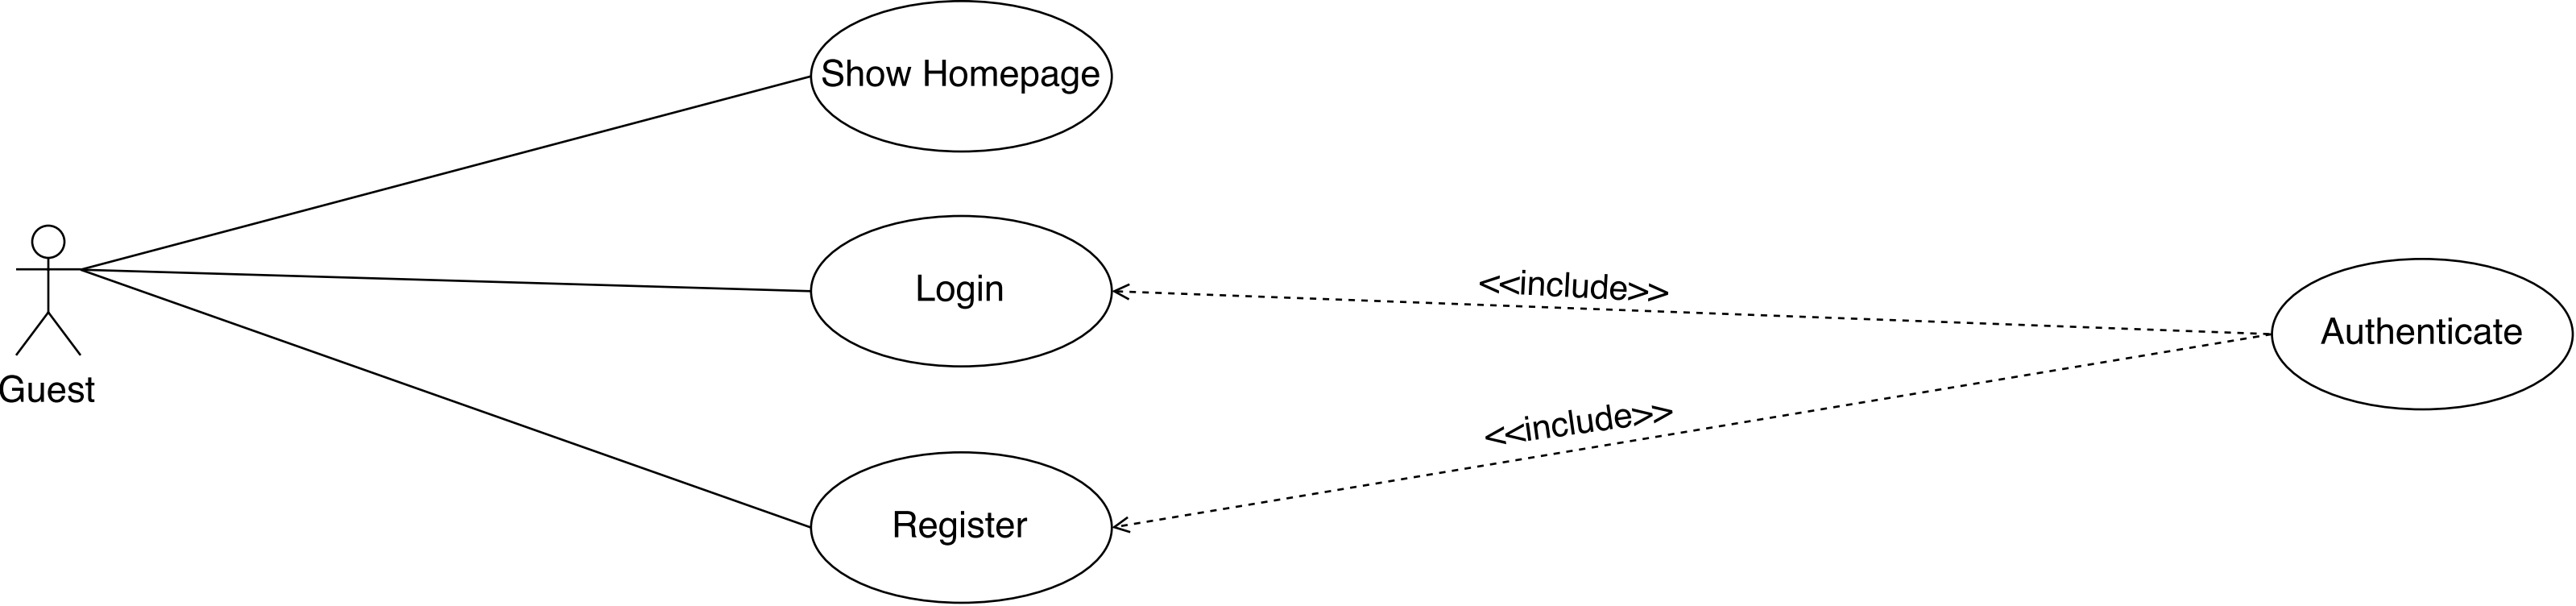 Show Homepage
Login
<<include>>
Authenticate
Guest
<<include>>
Register